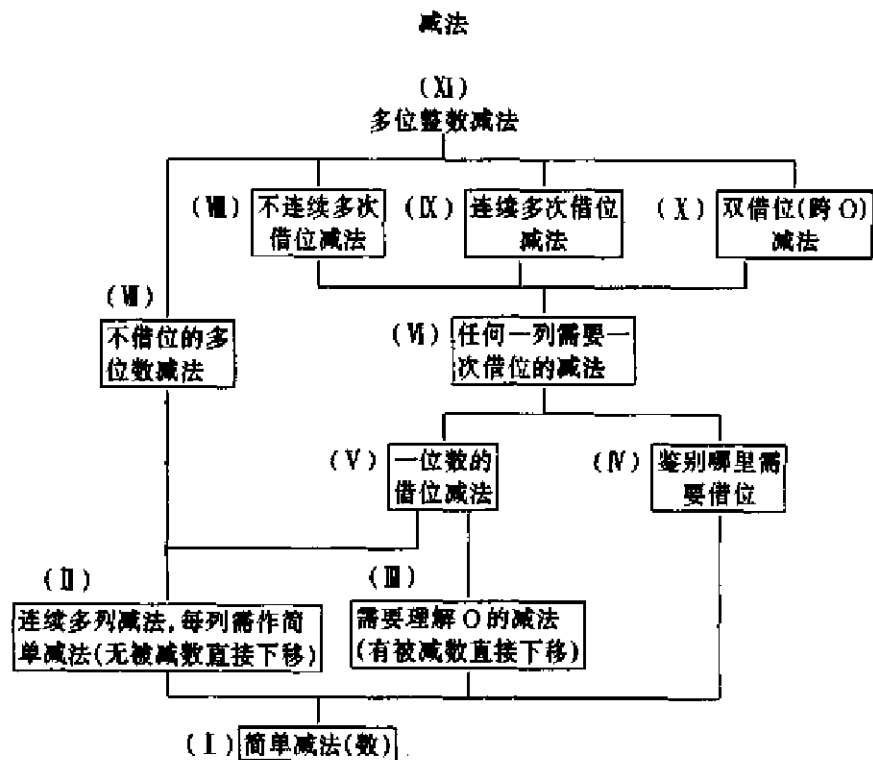 减法
(Ⅺ)
多位整数减法
(Ⅷ) 不连续多次
借位减法
(Ⅸ) 连续多次借位
减法
(Ⅹ) 双借位(跨0)
减法
(Ⅶ)
不借位的多
位数减法
(Ⅵ) 任何一列需要一
次借位的减法
(Ⅴ) 一位数的
借位减法
(Ⅳ) 鉴别哪里需
要借位
(Ⅱ)
连续多列减法,每列需作简
单减法(无被减数直接下移)
(Ⅲ)
需要理解0的减法
(有被减数直接下移)
(Ⅰ) 简单减法(数)